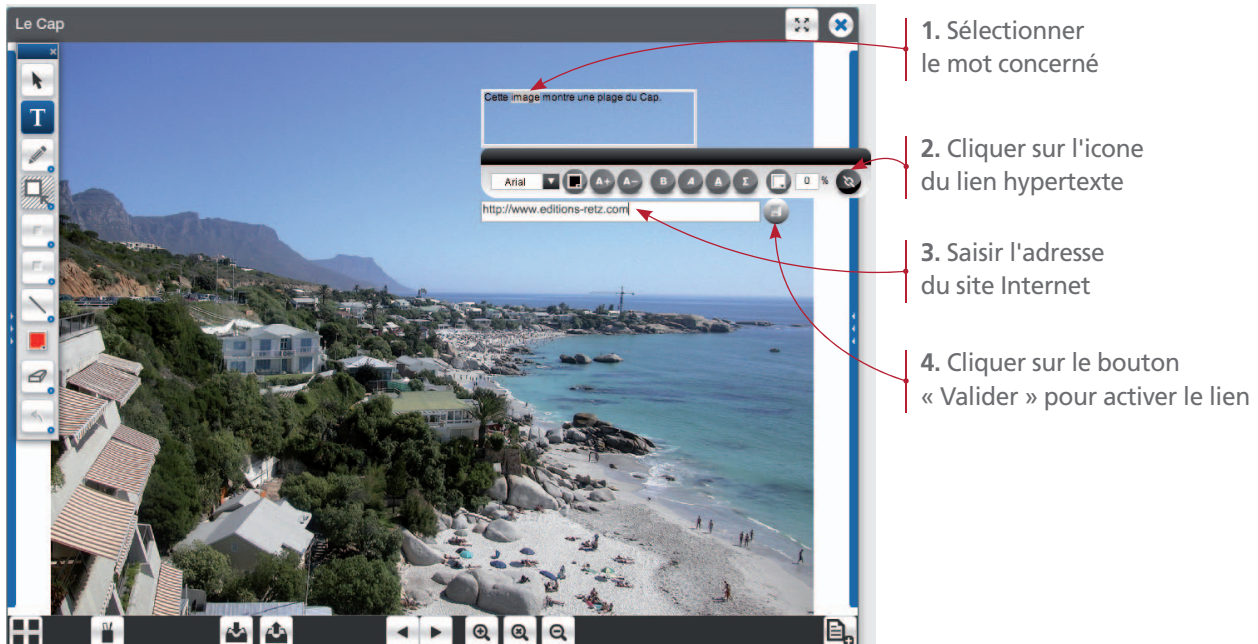 Le Cap
1. Sélectionner
le mot concerné
Cette image montre une plage du Cap.
2. Cliquer sur l'icone
du lien hypertexte
T
Arial
A+ A- B A A Σ 0 %
http://www.editions-retz.com
3. Saisir l'adresse
du site Internet
4. Cliquer sur le bouton
« Valider » pour activer le lien